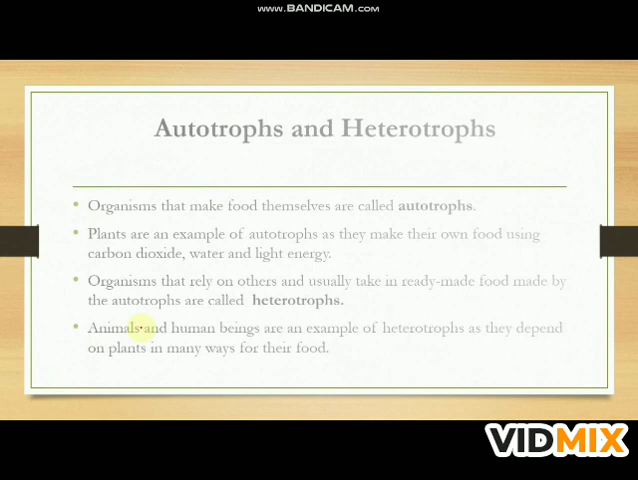 www.BANDICAM.com
Autotrophs and Heterotrophs
• Organisms that make food themselves are called autotrophs.
• Plants are an example of autotrophs as they make their own food using
carbon dioxide, water and light energy.
• Organisms that rely on others and usually take in ready-made food made by
the autotrophs are called heterotrophs.
• Animals and human beings are an example of heterotrophs as they depend
on plants in many ways for their food.
VIDMIX